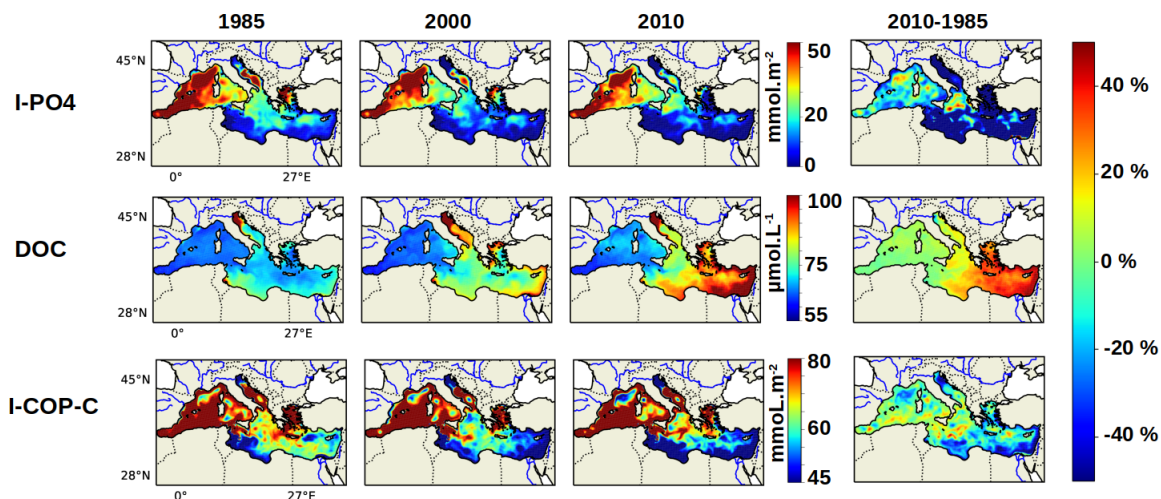 1985 2000 2010 2010-1985
I-PO4
45°N
28°N
0° 27°E
50
20
0
mmol.m⁻²
DOC
45°N
28°N
0° 27°E
100
75
55
µmol.L⁻¹
I-COP-C
45°N
28°N
0° 27°E
80
60
45
mmoL.m⁻²
40 %
20 %
0 %
-20 %
-40 %